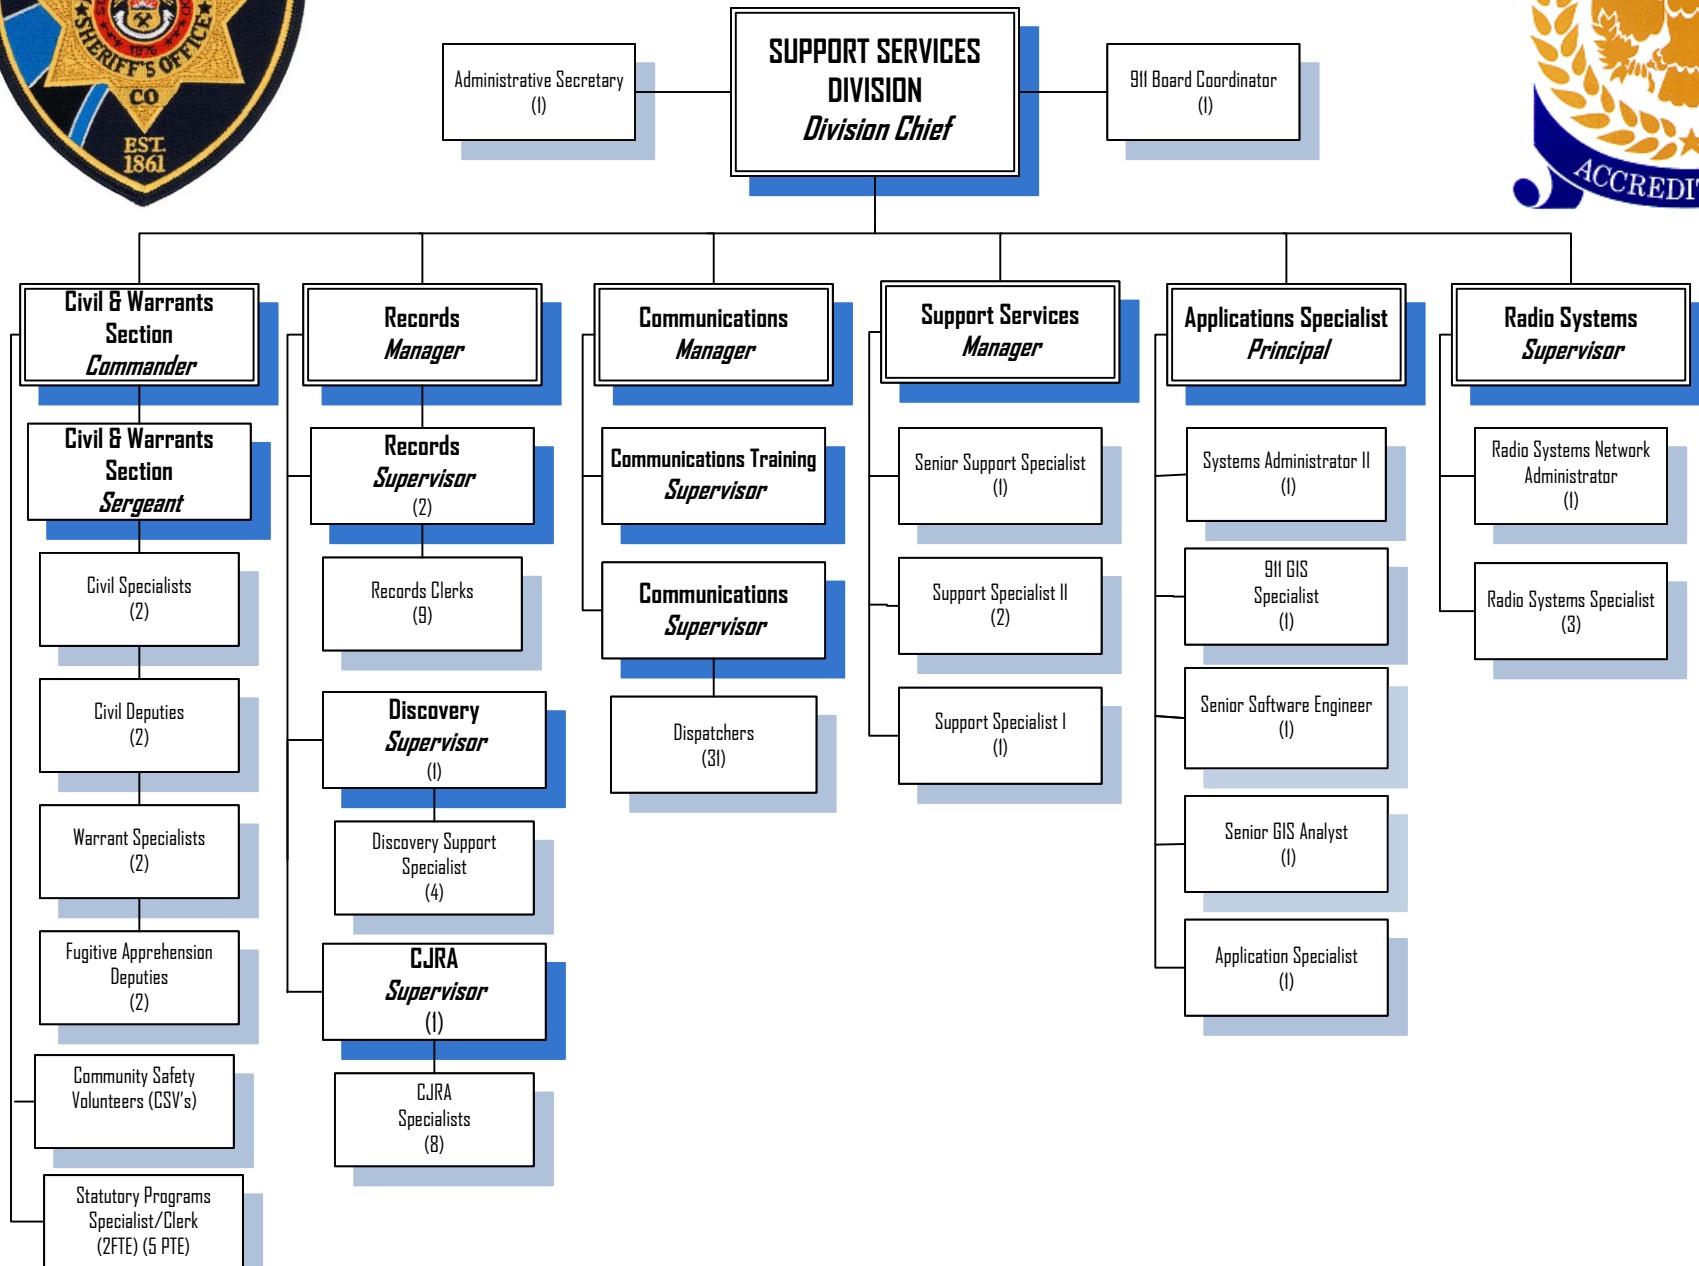 1876
SHERIFF'S OFFICE
CO
EST.
1861
ACCREDIT
SUPPORT SERVICES
DIVISION
Division Chief
Administrative Secretary
(1)
911 Board Coordinator
(1)
Civil & Warrants
Section
Commander
Civil & Warrants
Section
Sergeant
Civil Specialists
(2)
Civil Deputies
(2)
Warrant Specialists
(2)
Fugitive Apprehension
Deputies
(2)
Community Safety
Volunteers (CSV's)
Statutory Programs
Specialist/Clerk
(2FTE) (5 PTE)
Records
Manager
Records
Supervisor
(2)
Records Clerks
(9)
Discovery
Supervisor
(1)
Discovery Support
Specialist
(4)
CJRA
Supervisor
(1)
CJRA
Specialists
(8)
Communications
Manager
Communications Training
Supervisor
Communications
Supervisor
Dispatchers
(31)
Support Services
Manager
Senior Support Specialist
(1)
Support Specialist II
(2)
Support Specialist I
(1)
Applications Specialist
Principal
Systems Administrator II
(1)
911 GIS
Specialist
(1)
Senior Software Engineer
(1)
Senior GIS Analyst
(1)
Application Specialist
(1)
Radio Systems
Supervisor
Radio Systems Network
Administrator
(1)
Radio Systems Specialist
(3)